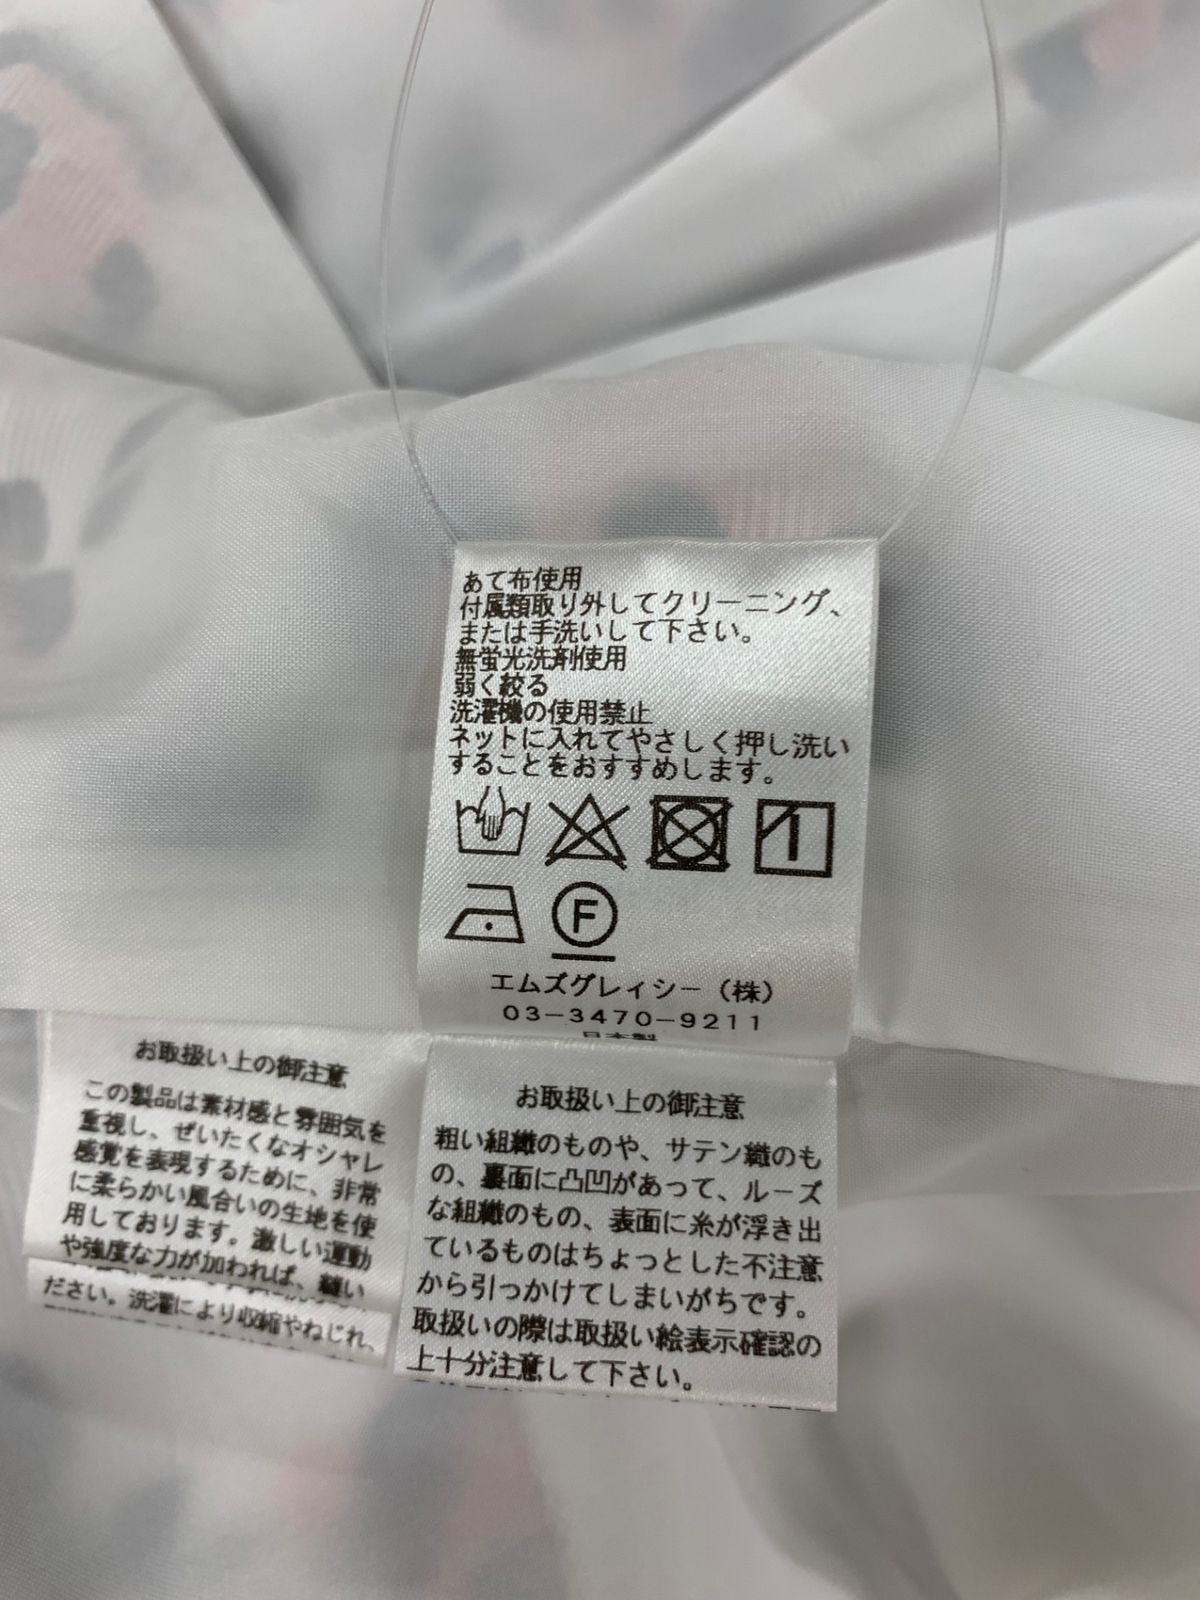 あて布使用
付属類取り外してクリーニング、
または手洗いして下さい。
無蛍光洗剤使用
弱く絞る
洗濯機の使用禁止
ネットに入れてやさしく押し洗い
することをおすすめします。
F
エムズグレィシー（株）
03-3470-9211
日本製
お取扱い上の御注意
この製品は素材感と雰囲気を
重視し、ぜいたくなオシャレ
感覚を表現するために、非常
に柔らかい風合いの生地を使
用しております。激しい運動
や強度な力が加われば、縫い
ださい。洗濯により収縮やねじれ、
お取扱い上の御注意
粗い組織のものや、サテン織のも
の、裏面に凸凹があって、ルーズ
な組織のもの、表面に糸が浮き出
ているものはちょっとした不注意
から引っかけてしまいがちです。
取扱いの際は取扱い絵表示確認の
上十分注意して下さい。